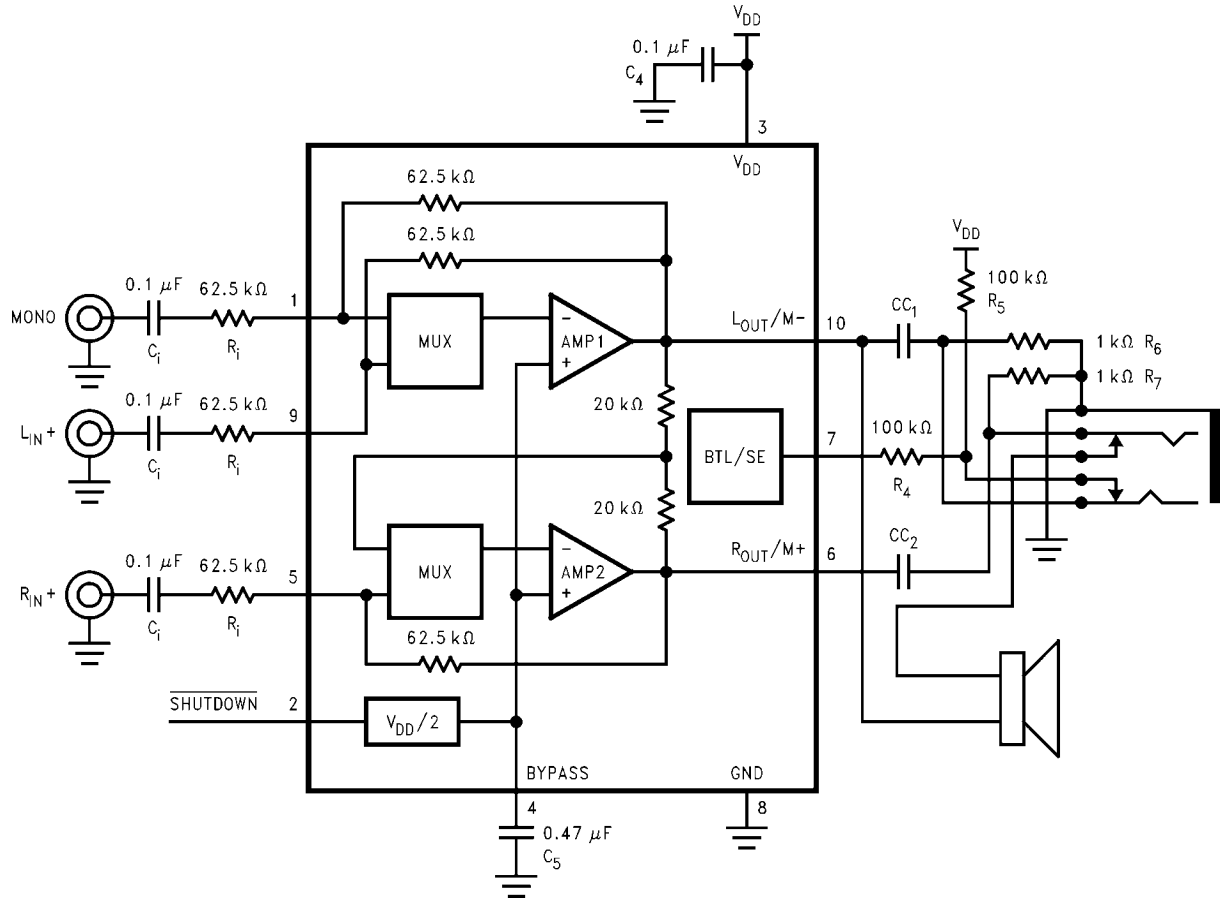 V_DD
0.1 μF
C_4
3
V_DD
62.5 kΩ
62.5 kΩ
V_DD
100 kΩ
R_5
MONO
0.1 μF
C_i
62.5 kΩ
R_i
1
MUX
−
AMP1
+
L_OUT/M−
10
CC_1
1 kΩ R_6
1 kΩ R_7
L_IN+
0.1 μF
C_i
62.5 kΩ
R_i
9
20 kΩ
BTL/SE
7
100 kΩ
R_4
20 kΩ
R_IN+
0.1 μF
C_i
62.5 kΩ
R_i
5
MUX
−
AMP2
+
R_OUT/M+
6
CC_2
62.5 kΩ
SHUTDOWN
2
V_DD/2
BYPASS
GND
4
8
0.47 μF
C_5